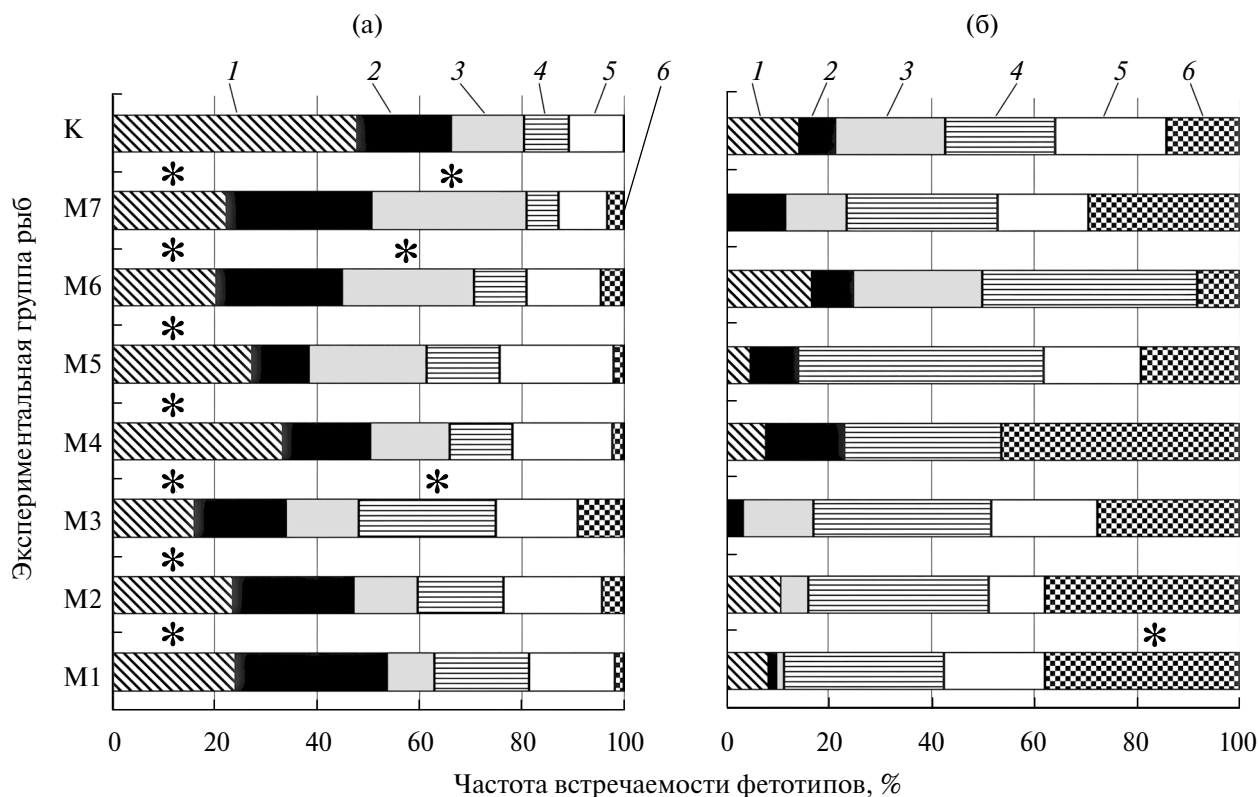 (а) (б)
1 2 3 4 5 6 1 2 3 4 5 6
К
*
*
М7
*
*
М6
*
М5
*
М4
*
*
М3
*
М2
*
*
М1
Экспериментальная группа рыб
0 20 40 60 80 100 0 20 40 60 80 100
Частота встречаемости фетотипов, %